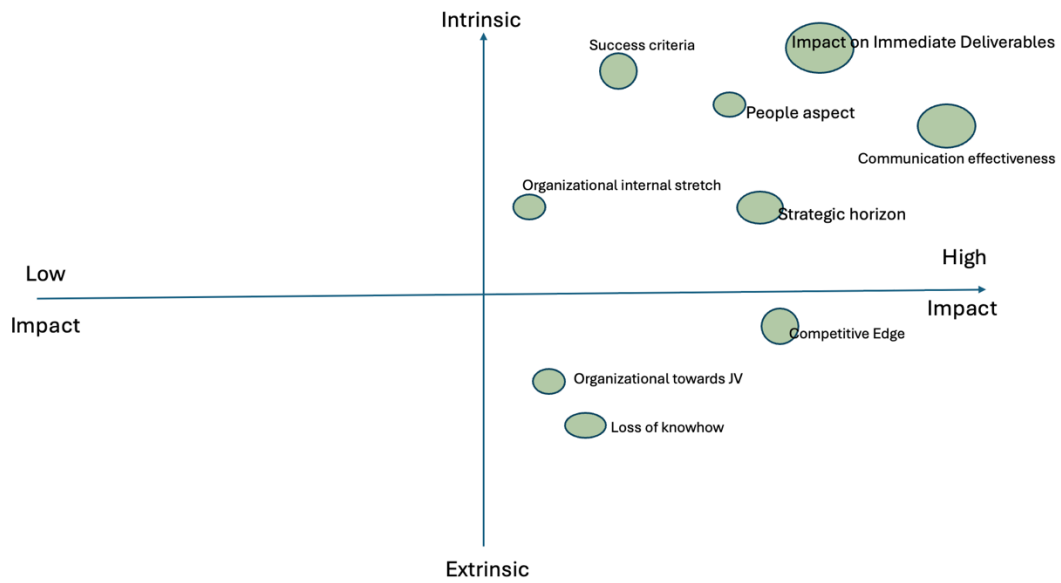 Intrinsic
Impact on Immediate Deliverables
Success criteria
People aspect
Communication effectiveness
Organizational internal stretch
Strategic horizon
High
Low
Impact
Impact
Competitive Edge
Organizational towards JV
Loss of knowhow
Extrinsic